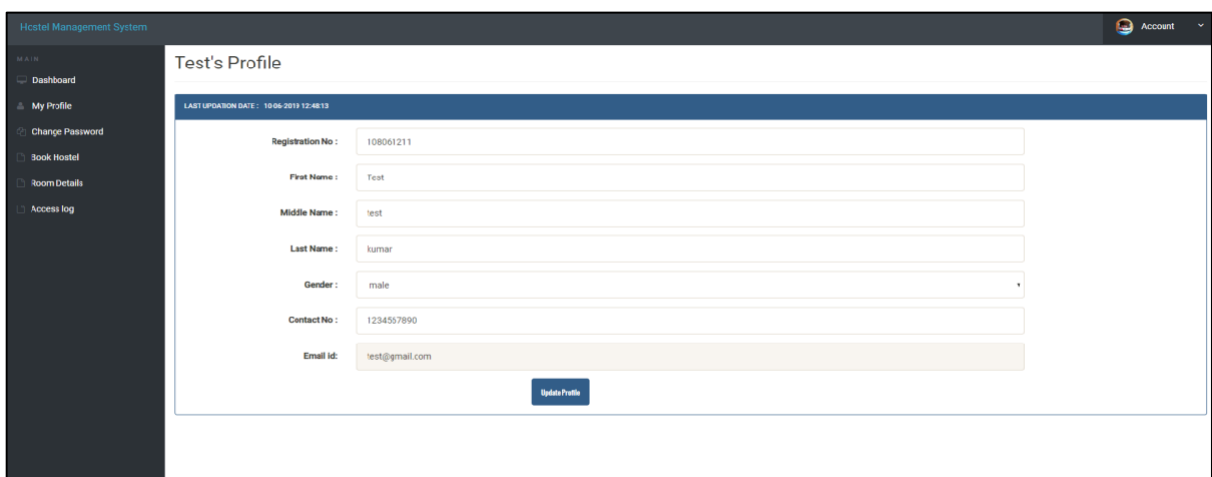 Hostel Management System
Account
MAIN
Dashboard
My Profile
Change Password
Book Hostel
Room Details
Access log
Test's Profile
LAST UPDATION DATE : 10-06-2019 12:48:13
Registration No : 108061211
First Name : Test
Middle Name : test
Last Name : kumar
Gender : male
Contact No : 1234567890
Email id: test@gmail.com
Update Profile